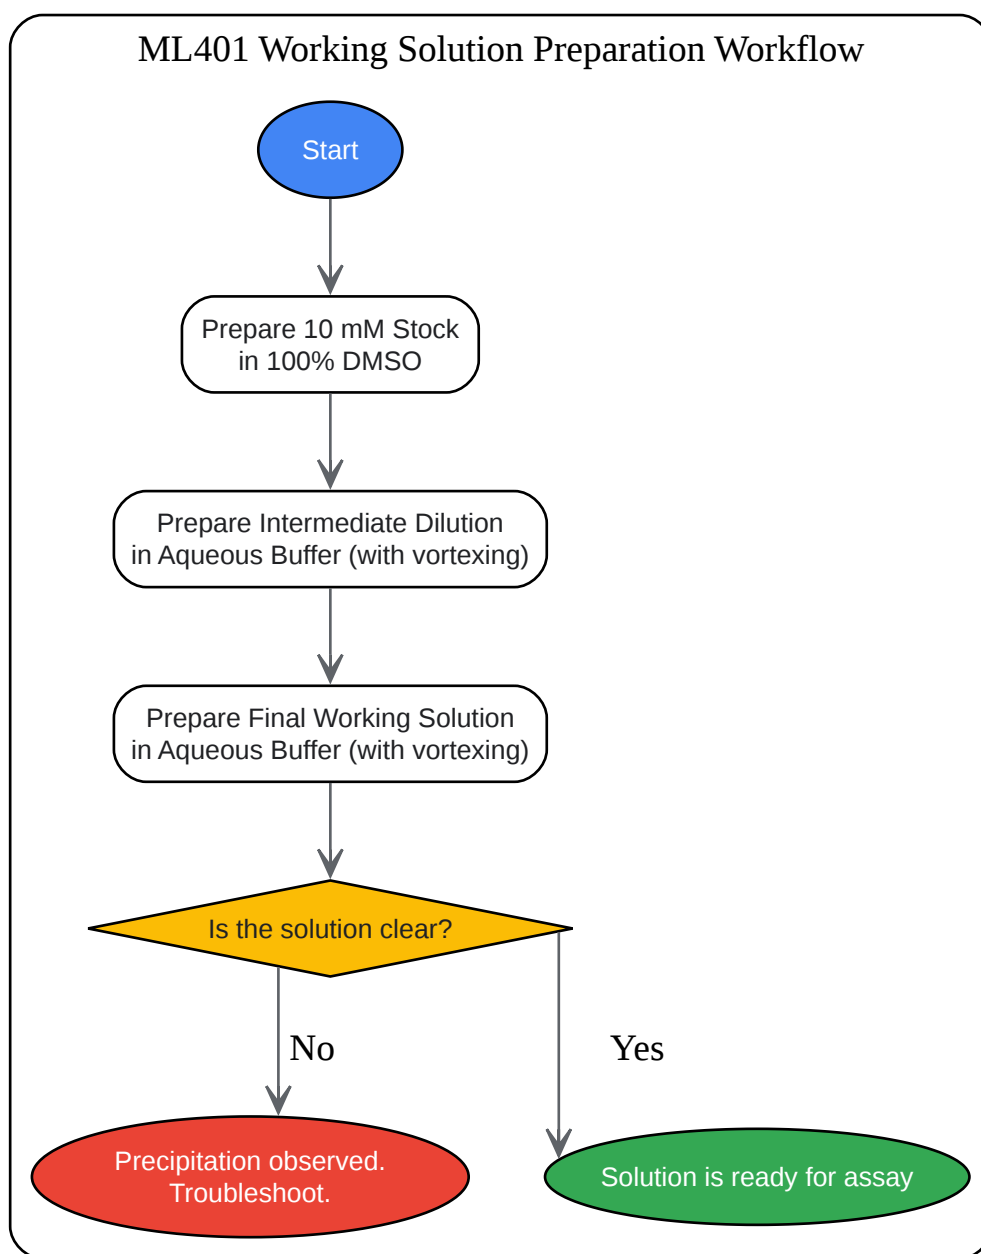 ML401 Working Solution Preparation Workflow
Start
Prepare 10 mM Stock
in 100% DMSO
Prepare Intermediate Dilution
in Aqueous Buffer (with vortexing)
Prepare Final Working Solution
in Aqueous Buffer (with vortexing)
Is the solution clear?
No
Yes
Precipitation observed.
Troubleshoot.
Solution is ready for assay